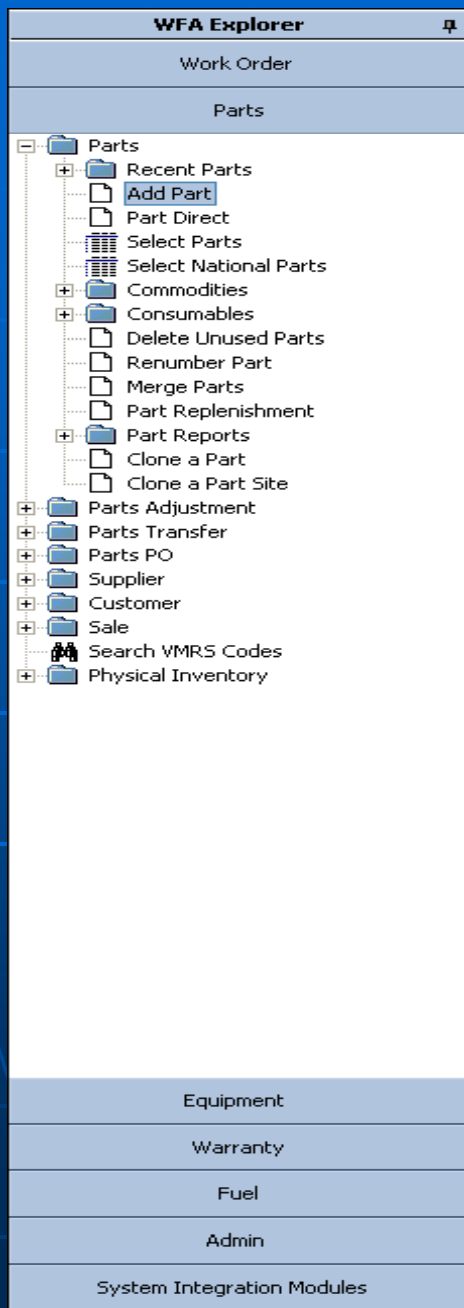 WFA Explorer
Work Order
Parts
Parts
Recent Parts
Add Part
Part Direct
Select Parts
Select National Parts
Commodities
Consumables
Delete Unused Parts
Renumber Part
Merge Parts
Part Replenishment
Part Reports
Clone a Part
Clone a Part Site
Parts Adjustment
Parts Transfer
Parts PO
Supplier
Customer
Sale
Search VMRS Codes
Physical Inventory
Equipment
Warranty
Fuel
Admin
System Integration Modules